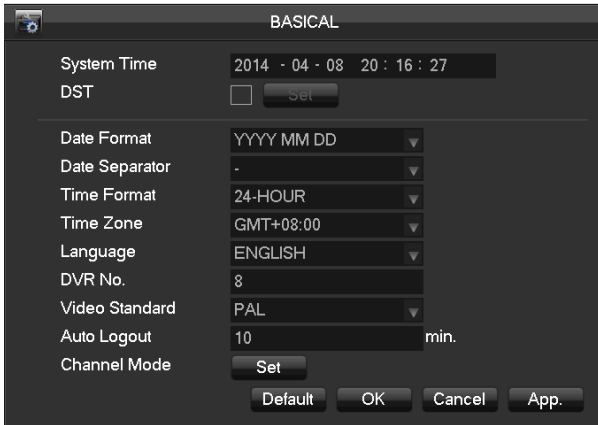 BASICAL
System Time 2014 - 04 - 08 20 : 16 : 27
DST Set
Date Format YYYY MM DD
Date Separator -
Time Format 24-HOUR
Time Zone GMT+08:00
Language ENGLISH
DVR No. 8
Video Standard PAL
Auto Logout 10 min.
Channel Mode Set
Default OK Cancel App.